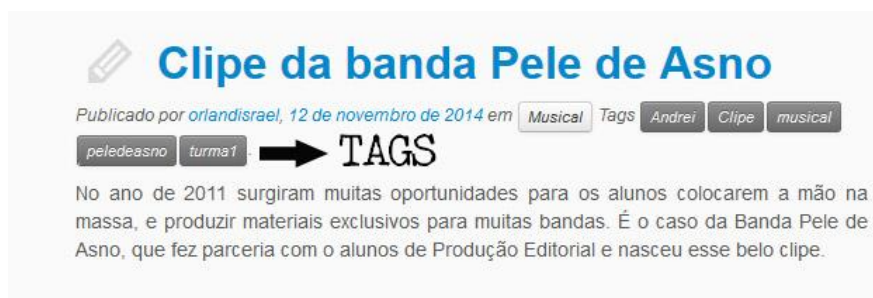 Clipe da banda Pele de Asno
Publicado por orlandisrael, 12 de novembro de 2014 em Musical Tags Andrei Clipe musical
peledeasno turma1 . TAGS
No ano de 2011 surgiram muitas oportunidades para os alunos colocarem a mão na
massa, e produzir materiais exclusivos para muitas bandas. É o caso da Banda Pele de
Asno, que fez parceria com o alunos de Produção Editorial e nasceu esse belo clipe.